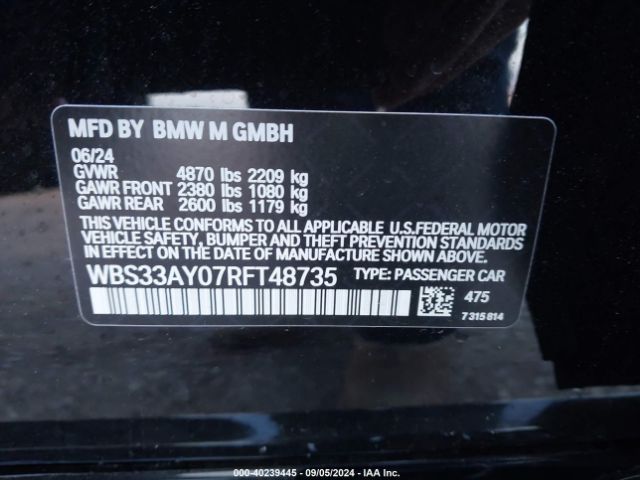 MFD BY BMW M GMBH
06/24
GVWR 4870 lbs 2209 kg
GAWR FRONT 2380 lbs 1080 kg
GAWR REAR 2600 lbs 1179 kg
THIS VEHICLE CONFORMS TO ALL APPLICABLE U.S.FEDERAL MOTOR
VEHICLE SAFETY, BUMPER AND THEFT PREVENTION STANDARDS
IN EFFECT ON THE DATE OF MANUFACTURE SHOWN ABOVE.
WBS33AY07RFT48735 TYPE: PASSENGER CAR
475
7 315 814
000-40239445 - 09/05/2024 - IAA Inc.